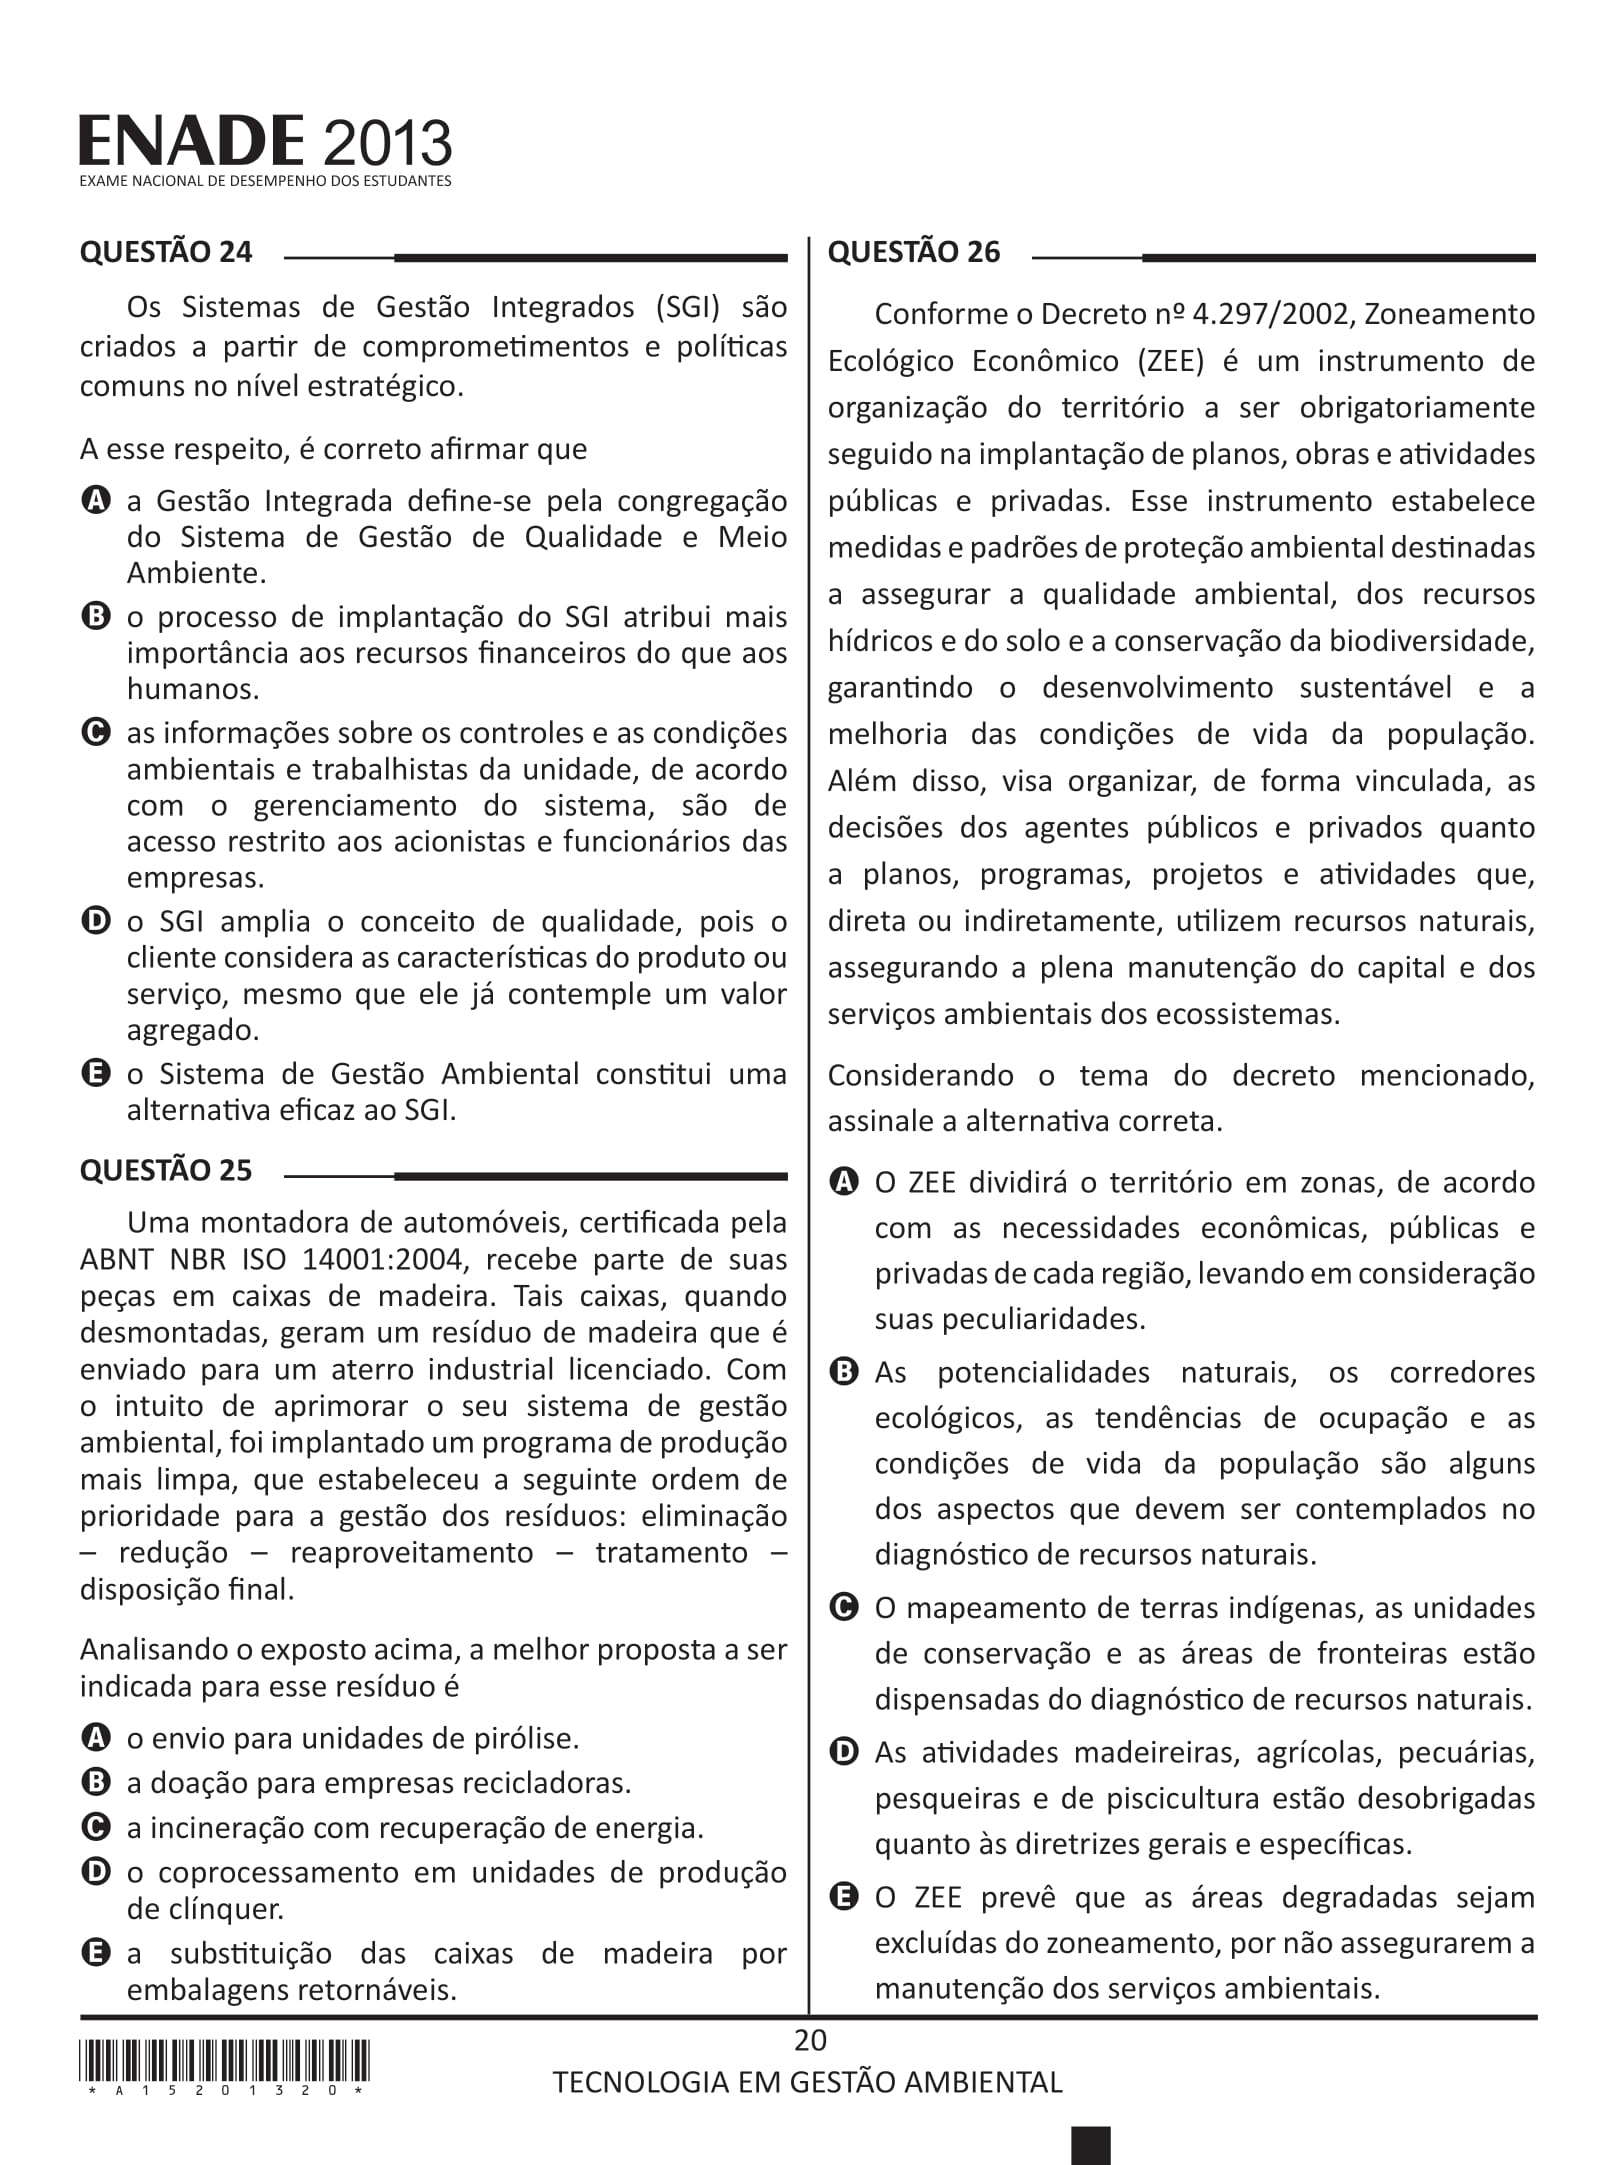 ENADE 2013
EXAME NACIONAL DE DESEMPENHO DOS ESTUDANTES
QUESTÃO 24
Os Sistemas de Gestão Integrados (SGI) são
criados a partir de comprometimentos e políticas
comuns no nível estratégico.
A esse respeito, é correto afirmar que
A a Gestão Integrada define-se pela congregação
do Sistema de Gestão de Qualidade e Meio
Ambiente.
B o processo de implantação do SGI atribui mais
importância aos recursos financeiros do que aos
humanos.
C as informações sobre os controles e as condições
ambientais e trabalhistas da unidade, de acordo
com o gerenciamento do sistema, são de
acesso restrito aos acionistas e funcionários das
empresas.
D o SGI amplia o conceito de qualidade, pois o
cliente considera as características do produto ou
serviço, mesmo que ele já contemple um valor
agregado.
E o Sistema de Gestão Ambiental constitui uma
alternativa eficaz ao SGI.
QUESTÃO 25
Uma montadora de automóveis, certificada pela
ABNT NBR ISO 14001:2004, recebe parte de suas
peças em caixas de madeira. Tais caixas, quando
desmontadas, geram um resíduo de madeira que é
enviado para um aterro industrial licenciado. Com
o intuito de aprimorar o seu sistema de gestão
ambiental, foi implantado um programa de produção
mais limpa, que estabeleceu a seguinte ordem de
prioridade para a gestão dos resíduos: eliminação
– redução – reaproveitamento – tratamento –
disposição final.
Analisando o exposto acima, a melhor proposta a ser
indicada para esse resíduo é
A o envio para unidades de pirólise.
B a doação para empresas recicladoras.
C a incineração com recuperação de energia.
D o coprocessamento em unidades de produção
de clínquer.
E a substituição das caixas de madeira por
embalagens retornáveis.
QUESTÃO 26
Conforme o Decreto nº 4.297/2002, Zoneamento
Ecológico Econômico (ZEE) é um instrumento de
organização do território a ser obrigatoriamente
seguido na implantação de planos, obras e atividades
públicas e privadas. Esse instrumento estabelece
medidas e padrões de proteção ambiental destinadas
a assegurar a qualidade ambiental, dos recursos
hídricos e do solo e a conservação da biodiversidade,
garantindo o desenvolvimento sustentável e a
melhoria das condições de vida da população.
Além disso, visa organizar, de forma vinculada, as
decisões dos agentes públicos e privados quanto
a planos, programas, projetos e atividades que,
direta ou indiretamente, utilizem recursos naturais,
assegurando a plena manutenção do capital e dos
serviços ambientais dos ecossistemas.
Considerando o tema do decreto mencionado,
assinale a alternativa correta.
A O ZEE dividirá o território em zonas, de acordo
com as necessidades econômicas, públicas e
privadas de cada região, levando em consideração
suas peculiaridades.
B As potencialidades naturais, os corredores
ecológicos, as tendências de ocupação e as
condições de vida da população são alguns
dos aspectos que devem ser contemplados no
diagnóstico de recursos naturais.
C O mapeamento de terras indígenas, as unidades
de conservação e as áreas de fronteiras estão
dispensadas do diagnóstico de recursos naturais.
D As atividades madeireiras, agrícolas, pecuárias,
pesqueiras e de piscicultura estão desobrigadas
quanto às diretrizes gerais e específicas.
E O ZEE prevê que as áreas degradadas sejam
excluídas do zoneamento, por não assegurarem a
manutenção dos serviços ambientais.
20
TECNOLOGIA EM GESTÃO AMBIENTAL
*A15201320*